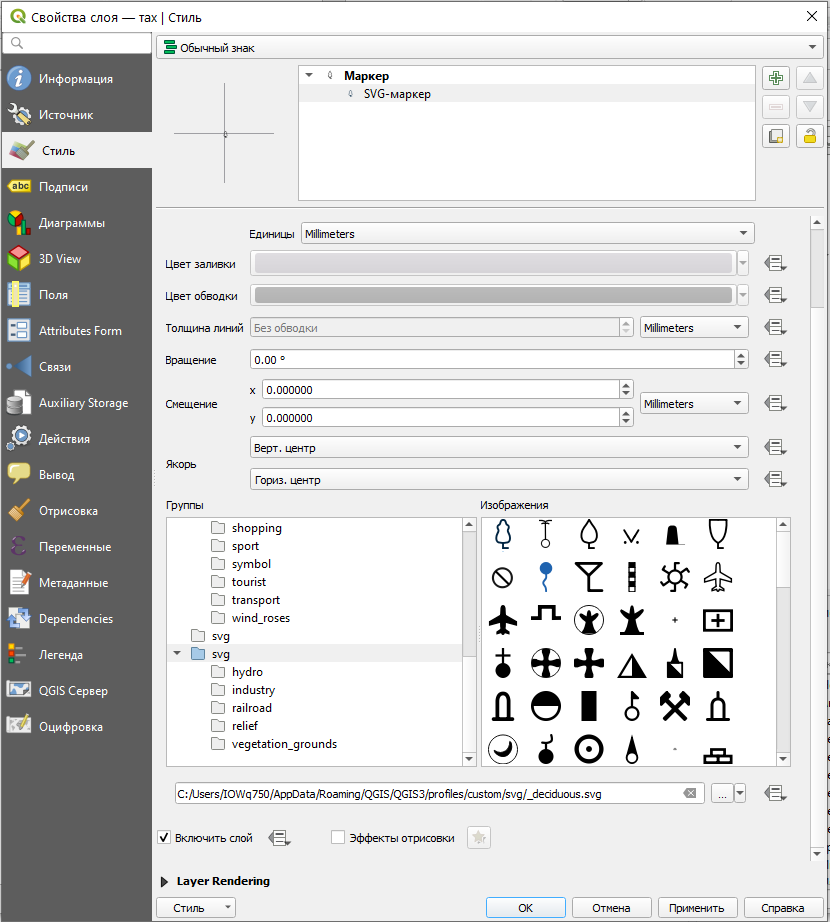 Свойства слоя — тах | Стиль
Обычный знак
Информация
Источник
Стиль
Подписи
Диаграммы
3D View
Поля
Attributes Form
Связи
Auxiliary Storage
Действия
Вывод
Отрисовка
Переменные
Метаданные
Dependencies
Легенда
QGIS Сервер
Оцифровка
Маркер
SVG-маркер
Единицы Millimeters
Цвет заливки
Цвет обводки
Толщина линий Без обводки Millimeters
Вращение 0.00 °
Смещение x 0.000000 Millimeters
y 0.000000
Якорь Верт. центр
Гориз. центр
Группы Изображения
shopping
sport
symbol
tourist
transport
wind_roses
svg
svg
hydro
industry
railroad
relief
vegetation_grounds
C:/Users/IOWq750/AppData/Roaming/QGIS/QGIS3/profiles/custom/svg/_deciduous.svg ...
Включить слой Эффекты отрисовки
Layer Rendering
Стиль OK Отмена Применить Справка